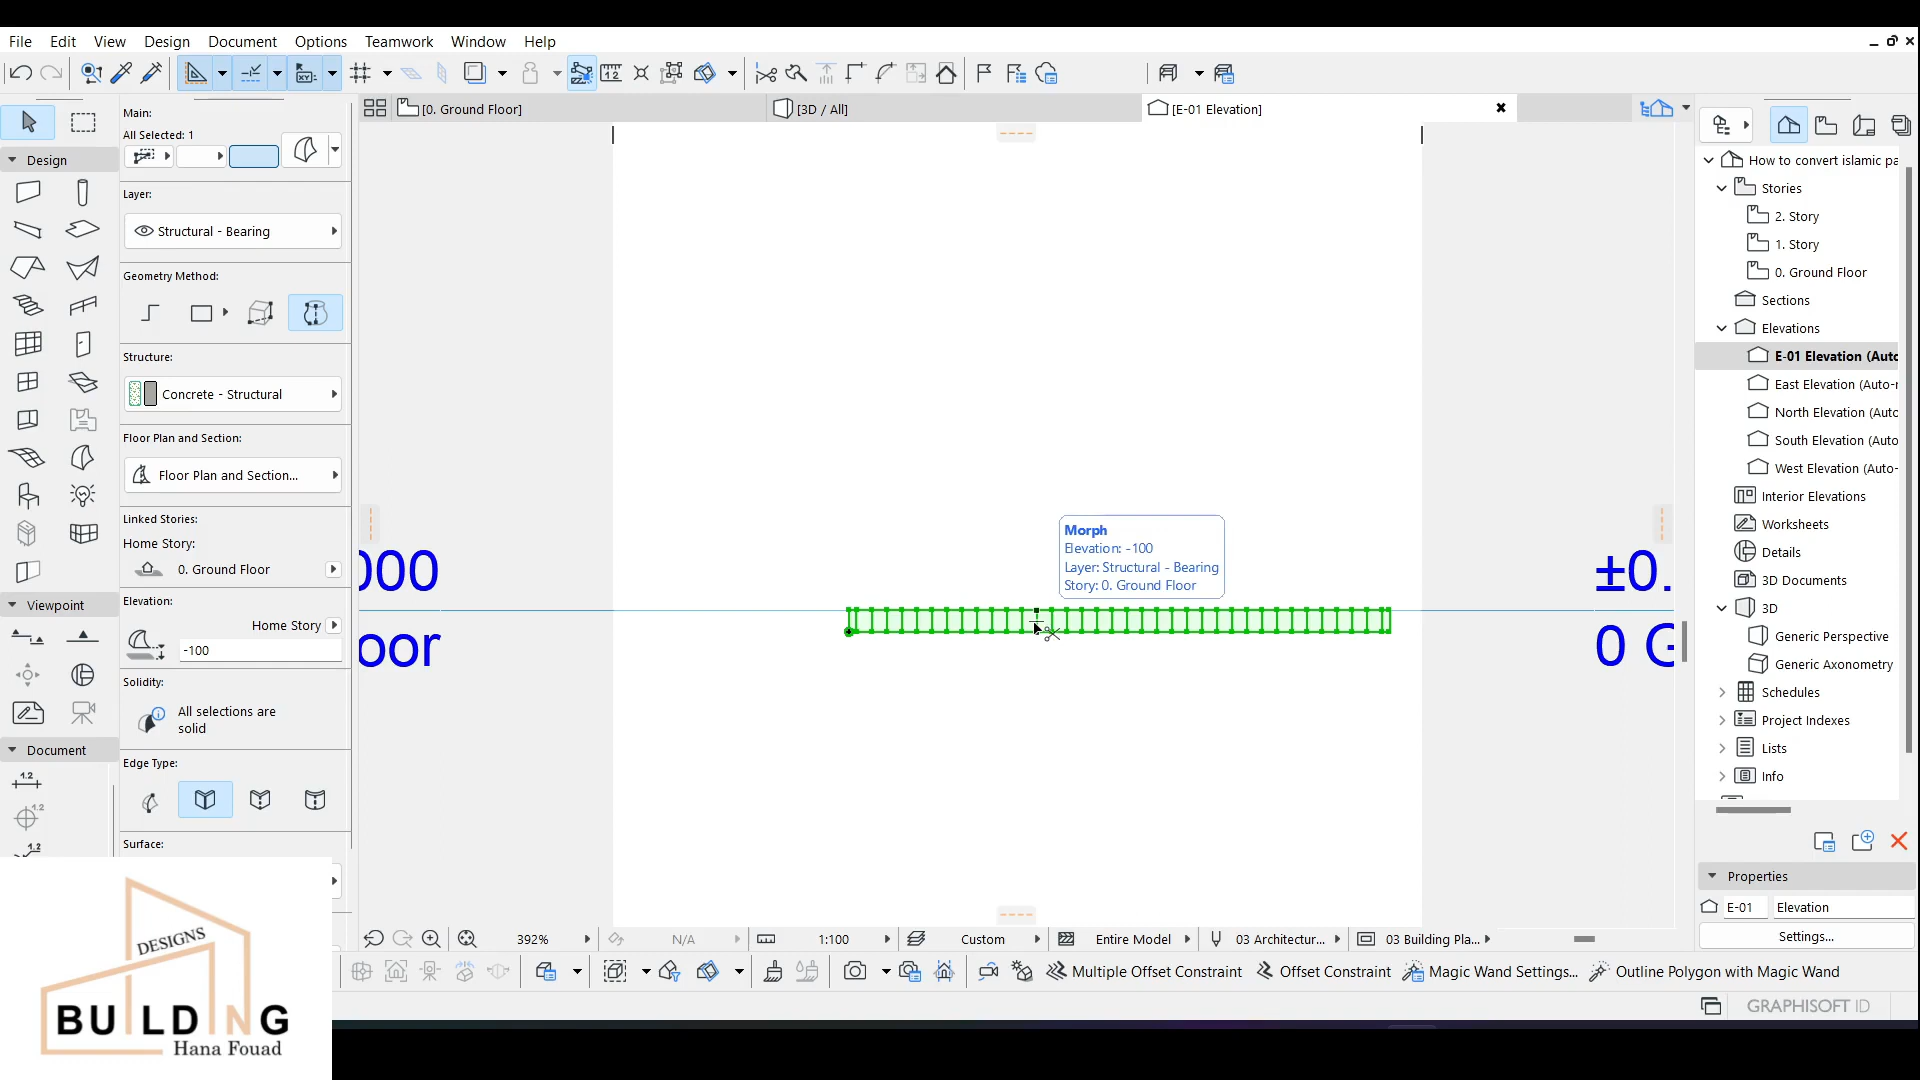 File Edit View Design Document Options Teamwork Window Help
[0. Ground Floor]
[3D / All]
[E-01 Elevation]
Main:
All Selected: 1
Design
Layer:
Structural - Bearing
Geometry Method:
Structure:
Concrete - Structural
Floor Plan and Section:
Floor Plan and Section...
Linked Stories:
Home Story:
0. Ground Floor
Elevation:
Home Story
-100
Viewpoint
Solidity:
All selections are
solid
Document
Edge Type:
Surface:
1.2
1.2
1.2
000
oor
Morph
Elevation: -100
Layer: Structural - Bearing
Story: 0. Ground Floor
±0.
0 G
How to convert islamic pa
Stories
2. Story
1. Story
0. Ground Floor
Sections
Elevations
E-01 Elevation (Auto
East Elevation (Auto-r
North Elevation (Auto
South Elevation (Auto
West Elevation (Auto-
Interior Elevations
Worksheets
Details
3D Documents
3D
Generic Perspective
Generic Axonometry
Schedules
Project Indexes
Lists
Info
Properties
E-01 Elevation
Settings...
392%
N/A
1:100
Custom
Entire Model
03 Architectur...
03 Building Pla...
Multiple Offset Constraint
Offset Constraint
Magic Wand Settings...
Outline Polygon with Magic Wand
GRAPHISOFT ID
DESIGNS
BUILDING
Hana Fouad